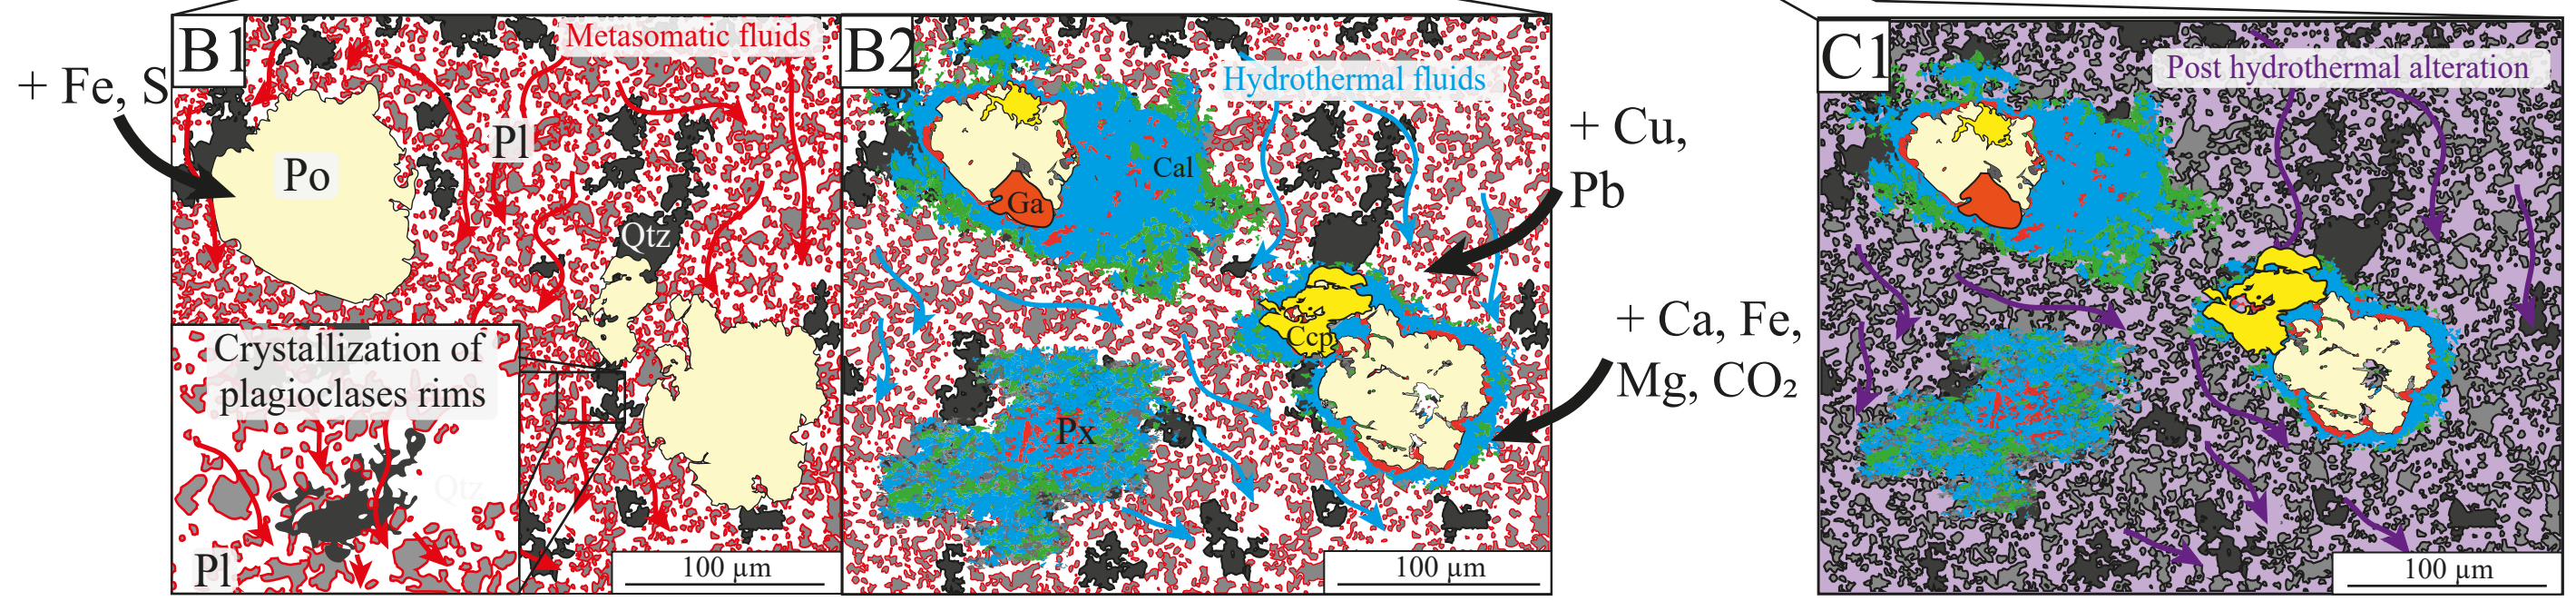 + Fe, S
B1
Metasomatic fluids
Pl
Po
Qtz
Crystallization of
plagioclases rims
Qtz
Pl
100 µm
B2
Hydrothermal fluids
Cal
Ga
Ccp
Px
100 µm
+ Cu,
Pb
+ Ca, Fe,
Mg, CO₂
C1
Post hydrothermal alteration
100 µm